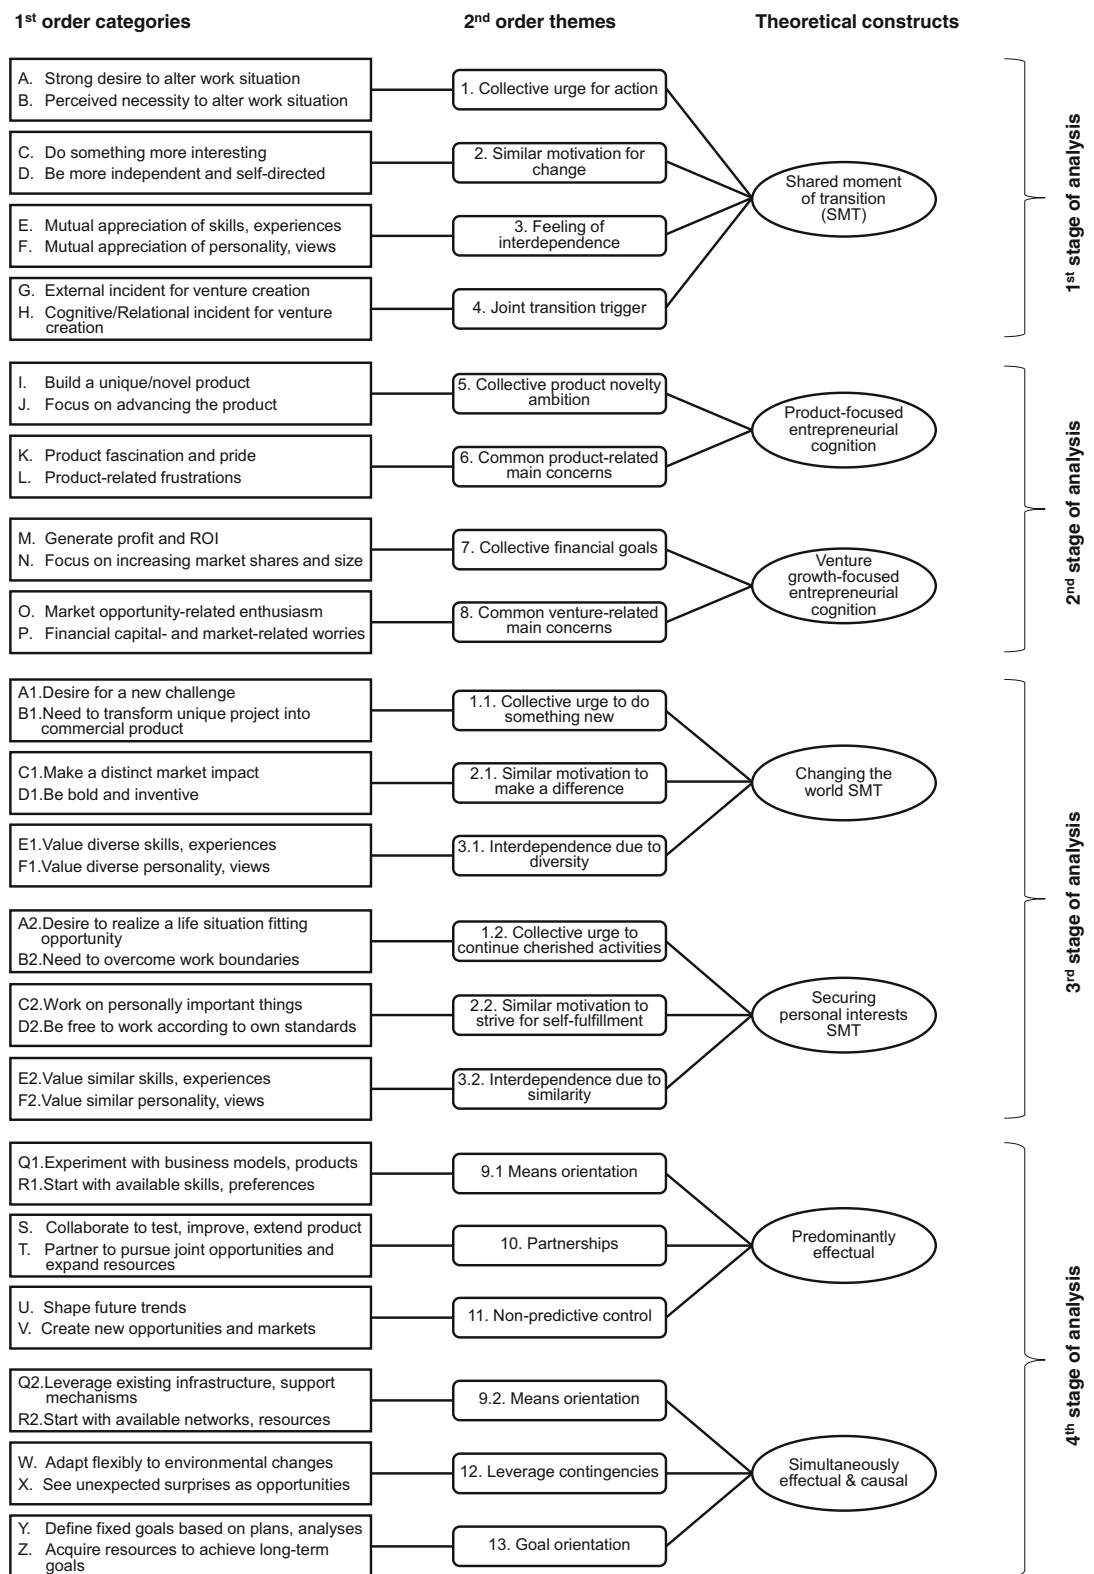 1st order categories
2nd order themes
Theoretical constructs
A. Strong desire to alter work situation
B. Perceived necessity to alter work situation
1. Collective urge for action
C. Do something more interesting
D. Be more independent and self-directed
2. Similar motivation for
change
E. Mutual appreciation of skills, experiences
F. Mutual appreciation of personality, views
3. Feeling of
interdependence
G. External incident for venture creation
H. Cognitive/Relational incident for venture
creation
4. Joint transition trigger
Shared moment
of transition
(SMT)
1st stage of analysis
I. Build a unique/novel product
J. Focus on advancing the product
5. Collective product novelty
ambition
K. Product fascination and pride
L. Product-related frustrations
6. Common product-related
main concerns
Product-focused
entrepreneurial
cognition
M. Generate profit and ROI
N. Focus on increasing market shares and size
7. Collective financial goals
O. Market opportunity-related enthusiasm
P. Financial capital- and market-related worries
8. Common venture-related
main concerns
Venture
growth-focused
entrepreneurial
cognition
2nd stage of analysis
A1.Desire for a new challenge
B1.Need to transform unique project into
commercial product
1.1. Collective urge to do
something new
C1.Make a distinct market impact
D1.Be bold and inventive
2.1. Similar motivation to
make a difference
E1.Value diverse skills, experiences
F1.Value diverse personality, views
3.1. Interdependence due to
diversity
Changing the
world SMT
A2.Desire to realize a life situation fitting
opportunity
B2.Need to overcome work boundaries
1.2. Collective urge to
continue cherished activities
C2.Work on personally important things
D2.Be free to work according to own standards
2.2. Similar motivation to
strive for self-fulfillment
E2.Value similar skills, experiences
F2.Value similar personality, views
3.2. Interdependence due to
similarity
Securing
personal interests
SMT
3rd stage of analysis
Q1.Experiment with business models, products
R1.Start with available skills, preferences
9.1 Means orientation
S. Collaborate to test, improve, extend product
T. Partner to pursue joint opportunities and
expand resources
10. Partnerships
U. Shape future trends
V. Create new opportunities and markets
11. Non-predictive control
Predominantly
effectual
Q2.Leverage existing infrastructure, support
mechanisms
R2.Start with available networks, resources
9.2. Means orientation
W. Adapt flexibly to environmental changes
X. See unexpected surprises as opportunities
12. Leverage contingencies
Y. Define fixed goals based on plans, analyses
Z. Acquire resources to achieve long-term
goals
13. Goal orientation
Simultaneously
effectual & causal
4th stage of analysis